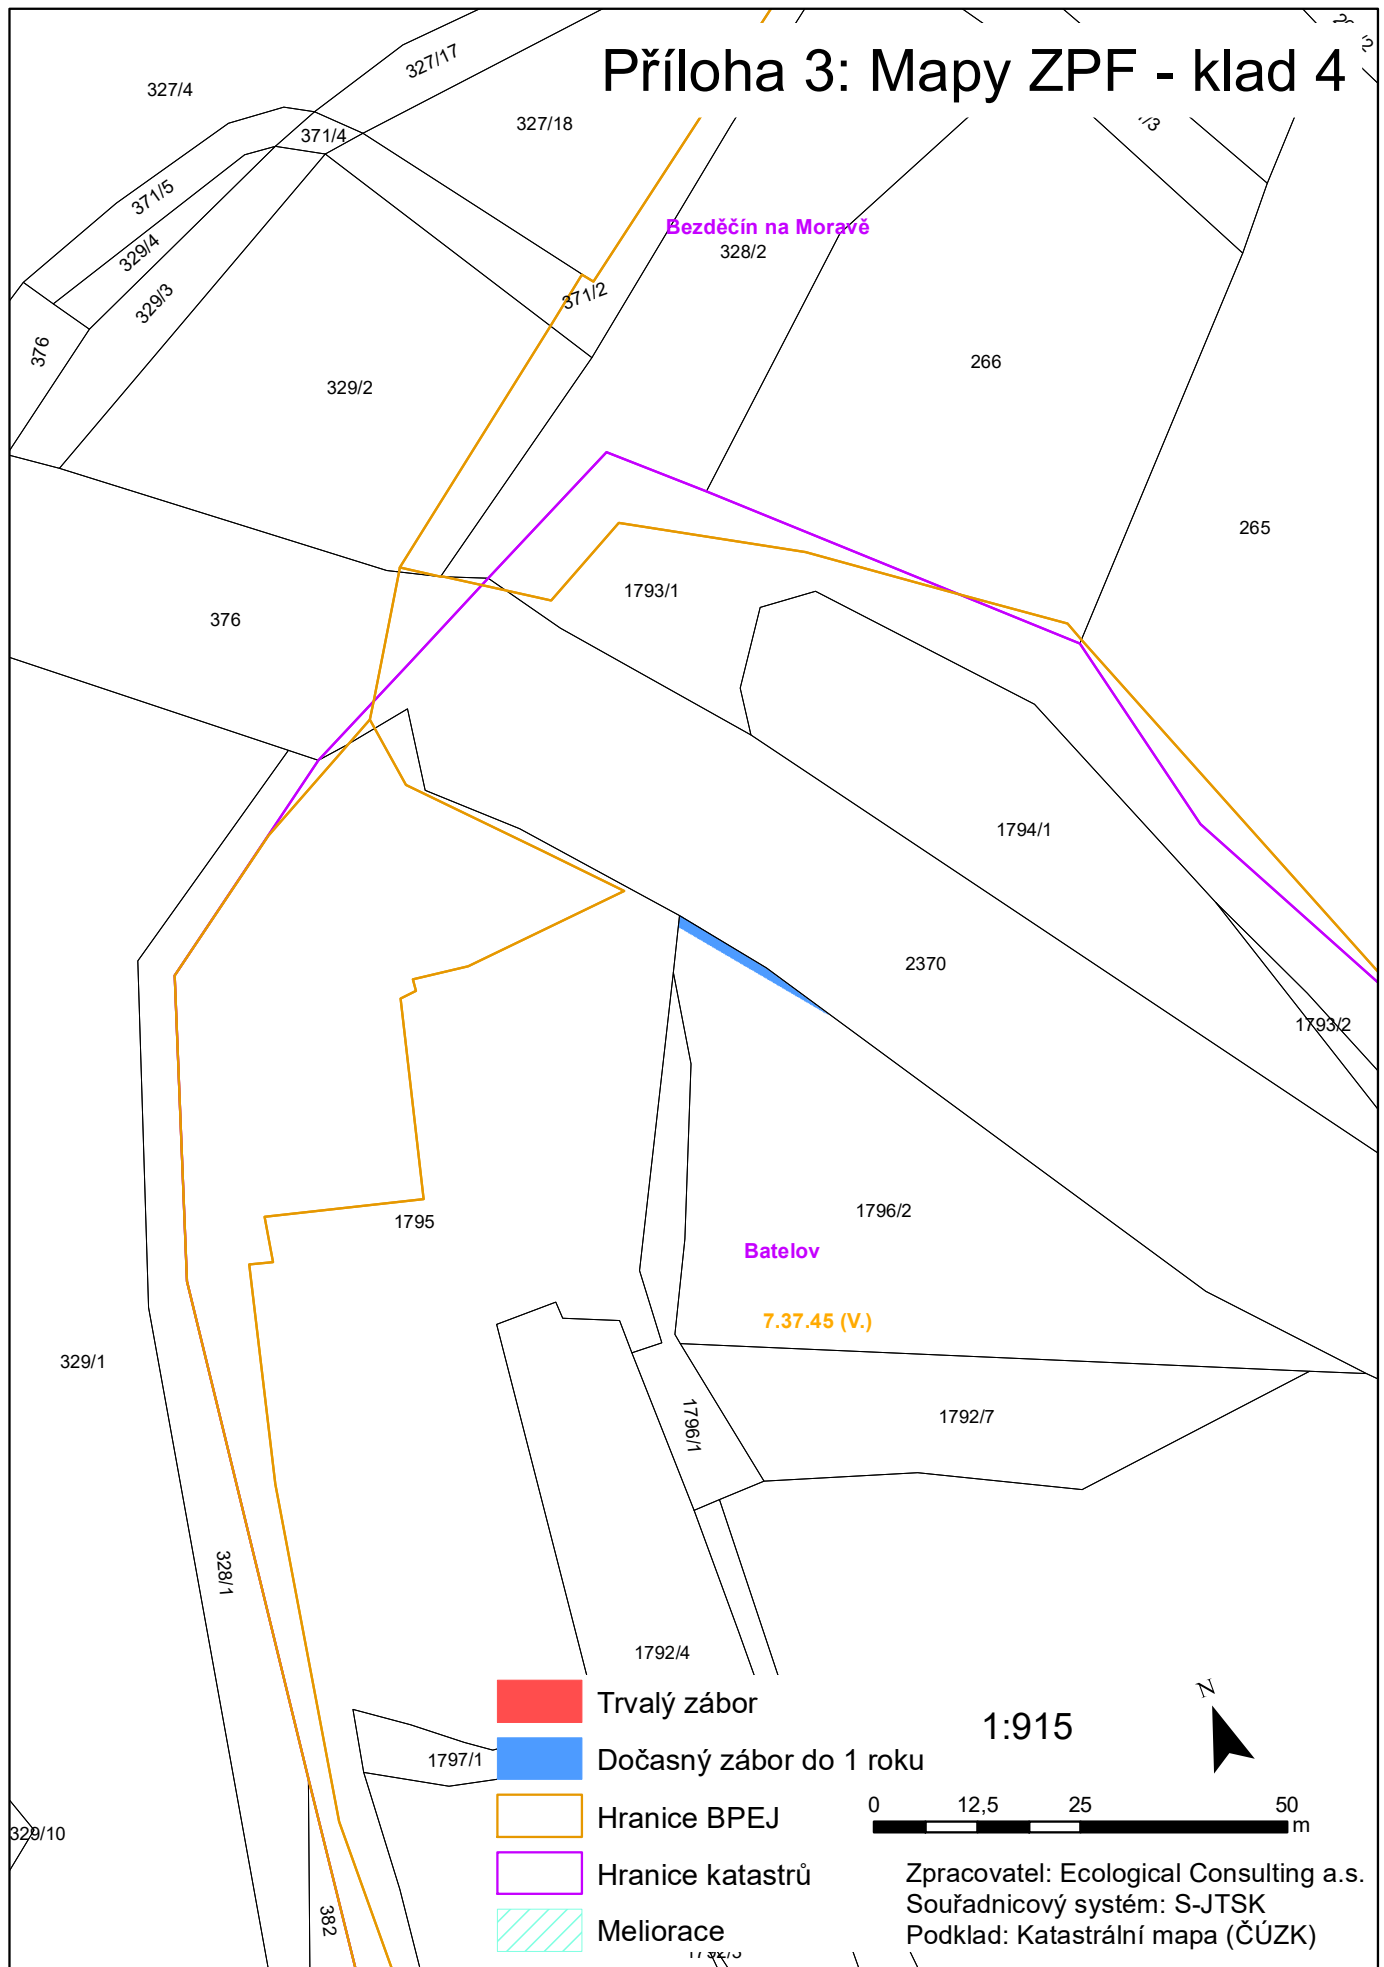 Příloha 3: Mapy ZPF - klad 4
327/17
327/4
327/18
371/4
371/5
Bezděčín na Moravě
328/2
329/4
329/3
371/2
376
266
329/2
265
1793/1
376
1794/1
2370
1793/2
1796/2
1795
Batelov
7.37.45 (V.)
329/1
1796/1
1792/7
328/1
1792/4
1797/1
329/10
382
Trvalý zábor
Dočasný zábor do 1 roku
Hranice BPEJ
Hranice katastrů
Meliorace
1:915
N
0 12,5 25 50
m
Zpracovatel: Ecological Consulting a.s.
Souřadnicový systém: S-JTSK
Podklad: Katastrální mapa (ČÚZK)